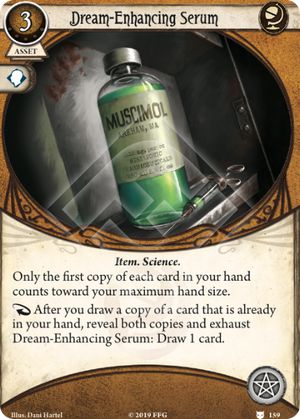 3
Dream-Enhancing Serum
ASSET
MUSCIMOL
ARKHAM, MA
Item. Science.
Only the first copy of each card in your hand
counts toward your maximum hand size.
After you draw a copy of a card that is already
in your hand, reveal both copies and exhaust
Dream-Enhancing Serum: Draw 1 card.
Illus. Dani Hartel
© 2019 FFG
159